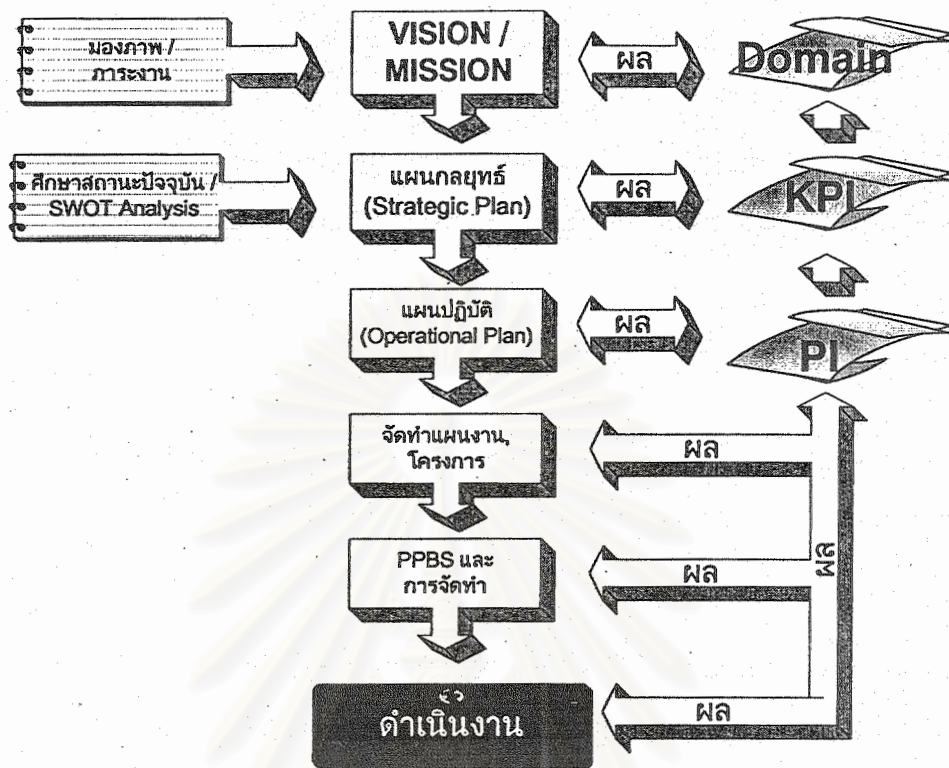 มองภาพ /
ภาระงาน
VISION /
MISSION
ผล
Domain
ศึกษาสถานะปัจจุบัน /
SWOT Analysis
แผนกลยุทธ์
(Strategic Plan)
ผล
KPI
แผนปฏิบัติ
(Operational Plan)
ผล
PI
จัดทำแผนงาน,
โครงการ
ผล
PPBS และ
การจัดทำ
ผล
ผล
ดำเนินงาน
ผล